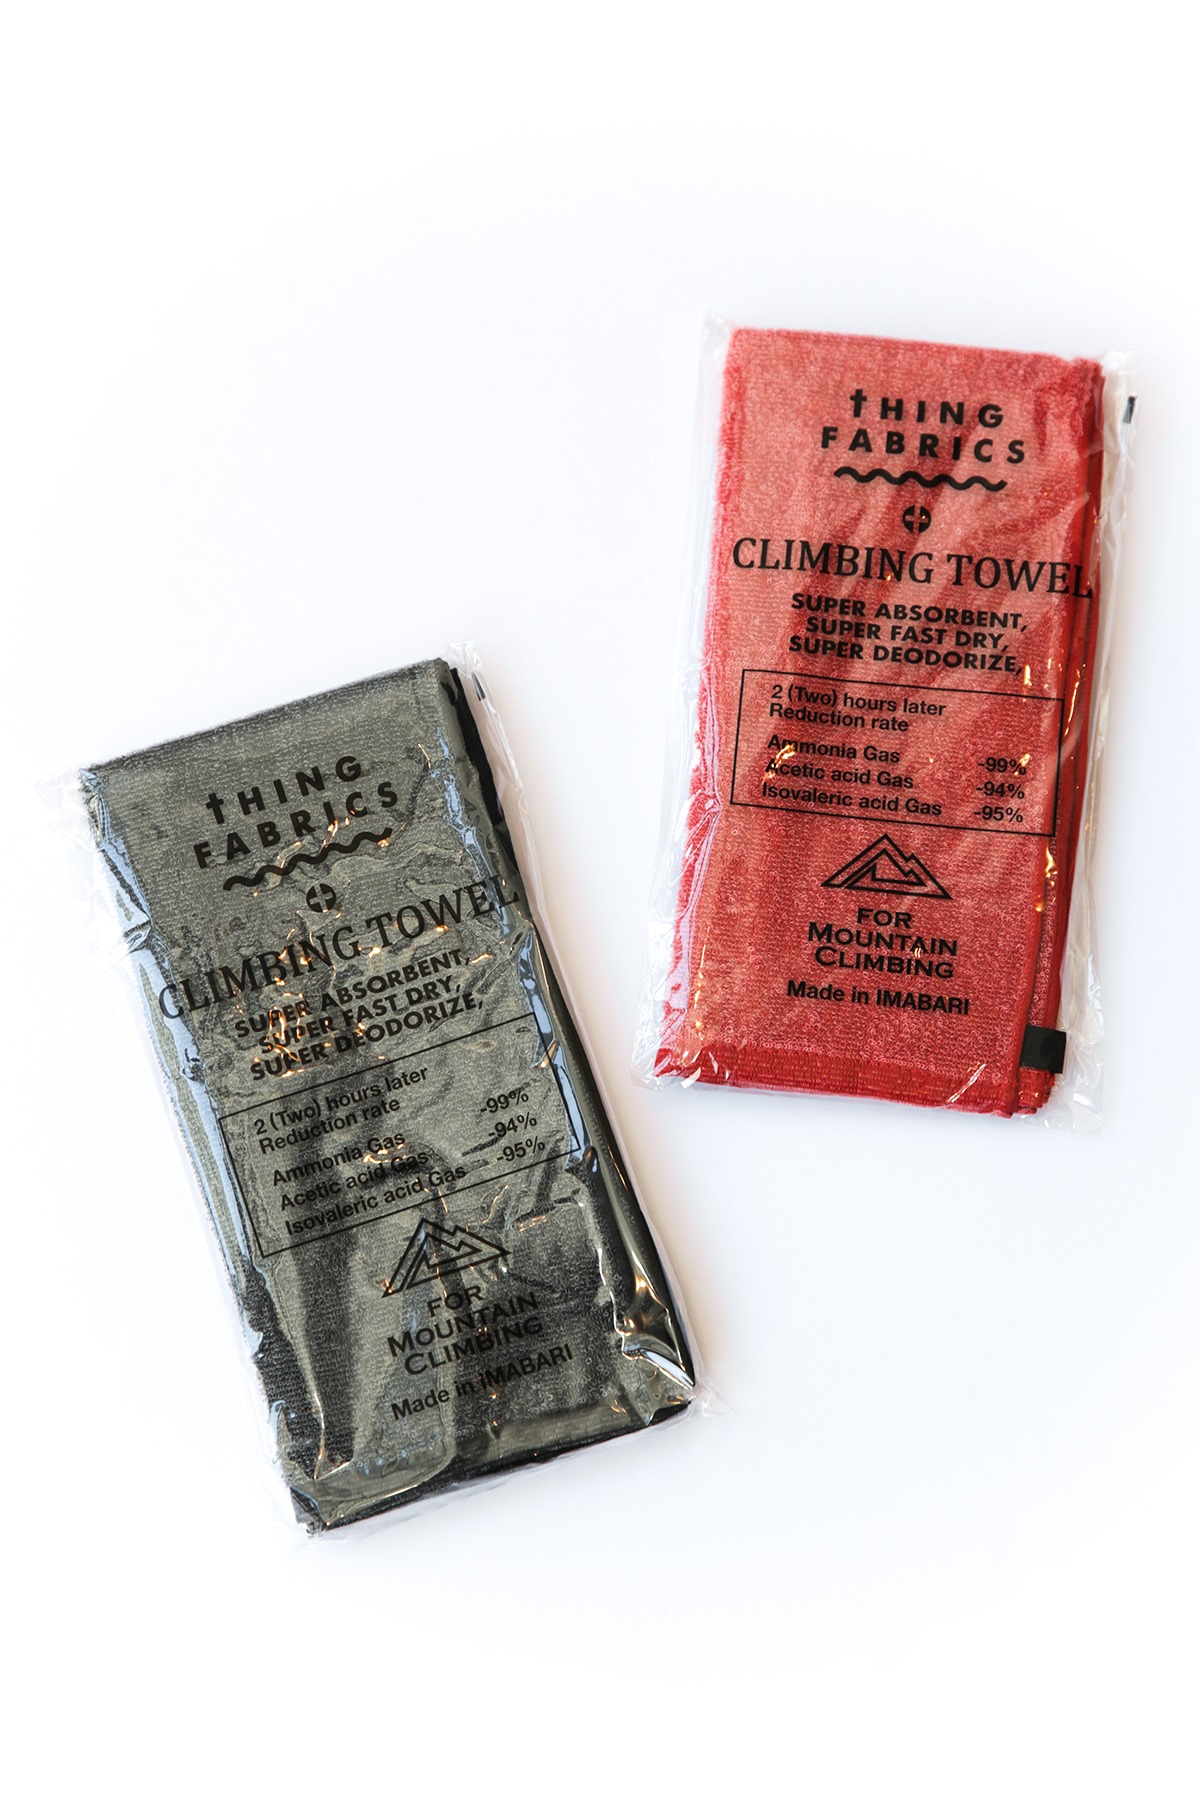 tHING
FABRICS
CLIMBING TOWEL
SUPER ABSORBENT,
SUPER FAST DRY,
SUPER DEODORIZE,
2 (Two) hours later
Reduction rate
Ammonia Gas -99%
Acetic acid Gas -94%
Isovaleric acid Gas -95%
FOR
MOUNTAIN
CLIMBING
Made in IMABARI
tHING
FABRICS
CLIMBING TOWEL
SUPER ABSORBENT,
SUPER FAST DRY,
SUPER DEODORIZE,
2 (Two) hours later
Reduction rate
Ammonia Gas -99%
Acetic acid Gas -94%
Isovaleric acid Gas -95%
FOR
MOUNTAIN
CLIMBING
Made in IMABARI